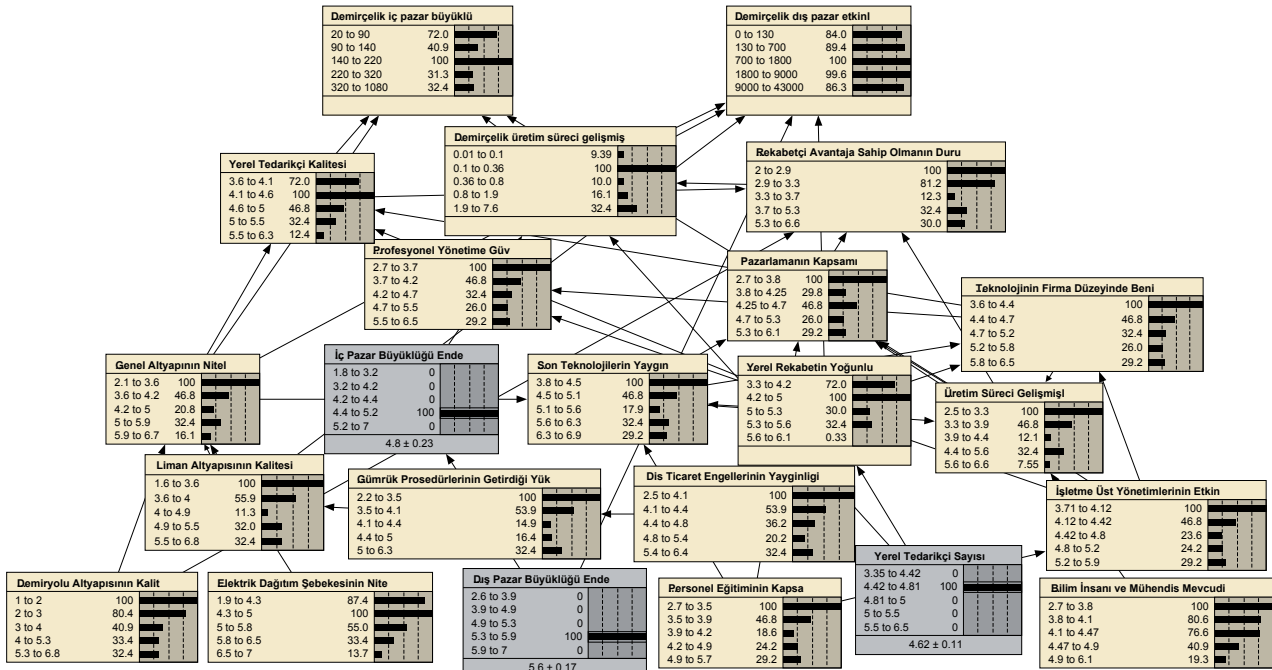 Demirçelik iç pazar büyüklü
20 to 90 72.0
90 to 140 40.9
140 to 220 100
220 to 320 31.3
320 to 1080 32.4
Demirçelik dış pazar etkinl
0 to 130 84.0
130 to 700 89.4
700 to 1800 100
1800 to 9000 99.6
9000 to 43000 86.3
Demirçelik üretim süreci gelişmiş
0.01 to 0.1 9.39
0.1 to 0.36 100
0.36 to 0.8 10.0
0.8 to 1.9 16.1
1.9 to 7.6 32.4
Rekabetçi Avantaja Sahip Olmanın Duru
2 to 2.9 100
2.9 to 3.3 81.2
3.3 to 3.7 12.3
3.7 to 5.3 32.4
5.3 to 6.6 30.0
Yerel Tedarikçi Kalitesi
3.6 to 4.1 72.0
4.1 to 4.6 100
4.6 to 5 46.8
5 to 5.5 32.4
5.5 to 6.3 12.4
Profesyonel Yönetime Güv
2.7 to 3.7 100
3.7 to 4.2 46.8
4.2 to 4.7 32.4
4.7 to 5.5 26.0
5.5 to 6.5 29.2
Pazarlamanın Kapsamı
2.7 to 3.8 100
3.8 to 4.25 29.8
4.25 to 4.7 46.8
4.7 to 5.3 26.0
5.3 to 6.1 29.2
Teknolojinin Firma Düzeyinde Beni
3.6 to 4.4 100
4.4 to 4.7 46.8
4.7 to 5.2 32.4
5.2 to 5.8 26.0
5.8 to 6.5 29.2
Genel Altyapının Nitel
2.1 to 3.6 100
3.6 to 4.2 46.8
4.2 to 5 20.8
5 to 5.9 32.4
5.9 to 6.7 16.1
İç Pazar Büyüklüğü Ende
1.8 to 3.2 0
3.2 to 4.2 0
4.2 to 4.4 0
4.4 to 5.2 100
5.2 to 7 0
4.8 ± 0.23
Son Teknolojilerin Yaygın
3.8 to 4.5 100
4.5 to 5.1 46.8
5.1 to 5.6 17.9
5.6 to 6.3 32.4
6.3 to 6.9 29.2
Yerel Rekabetin Yoğunlu
3.3 to 4.2 72.0
4.2 to 5 100
5 to 5.3 30.0
5.3 to 5.6 32.4
5.6 to 6.1 0.33
Üretim Süreci Gelişmişl
2.5 to 3.3 100
3.3 to 3.9 46.8
3.9 to 4.4 12.1
4.4 to 5.6 32.4
5.6 to 6.6 7.55
Liman Altyapısının Kalitesi
1.6 to 3.6 100
3.6 to 4 55.9
4 to 4.9 11.3
4.9 to 5.5 32.0
5.5 to 6.8 32.4
Gümrük Prosedürlerinin Getirdiği Yük
2.2 to 3.5 100
3.5 to 4.1 53.9
4.1 to 4.4 14.9
4.4 to 5 16.4
5 to 6.3 32.4
Dis Ticaret Engellerinin Yayginligi
2.5 to 4.1 100
4.1 to 4.4 53.9
4.4 to 4.8 36.2
4.8 to 5.4 20.2
5.4 to 6.4 32.4
İşletme Üst Yönetimlerinin Etkin
3.71 to 4.12 100
4.12 to 4.42 46.8
4.42 to 4.8 23.6
4.8 to 5.2 24.2
5.2 to 5.9 29.2
Demiryolu Altyapısının Kalit
1 to 2 100
2 to 3 80.4
3 to 4 40.9
4 to 5.3 33.4
5.3 to 6.8 32.4
Elektrik Dağıtım Şebekesinin Nite
1.9 to 4.3 87.4
4.3 to 5 100
5 to 5.8 55.0
5.8 to 6.5 33.4
6.5 to 7 13.7
Dış Pazar Büyüklüğü Ende
2.6 to 3.9 0
3.9 to 4.9 0
4.9 to 5.3 0
5.3 to 5.9 100
5.9 to 7 0
5.6 ± 0.17
Personel Eğitiminin Kapsa
2.7 to 3.5 100
3.5 to 3.9 46.8
3.9 to 4.2 18.6
4.2 to 4.9 24.2
4.9 to 5.7 29.2
Yerel Tedarikçi Sayısı
3.35 to 4.42 0
4.42 to 4.81 100
4.81 to 5 0
5 to 5.5 0
5.5 to 6.5 0
4.62 ± 0.11
Bilim İnsanı ve Mühendis Mevcudi
2.7 to 3.8 100
3.8 to 4.1 80.6
4.1 to 4.47 76.6
4.47 to 4.9 40.9
4.9 to 6.1 19.3